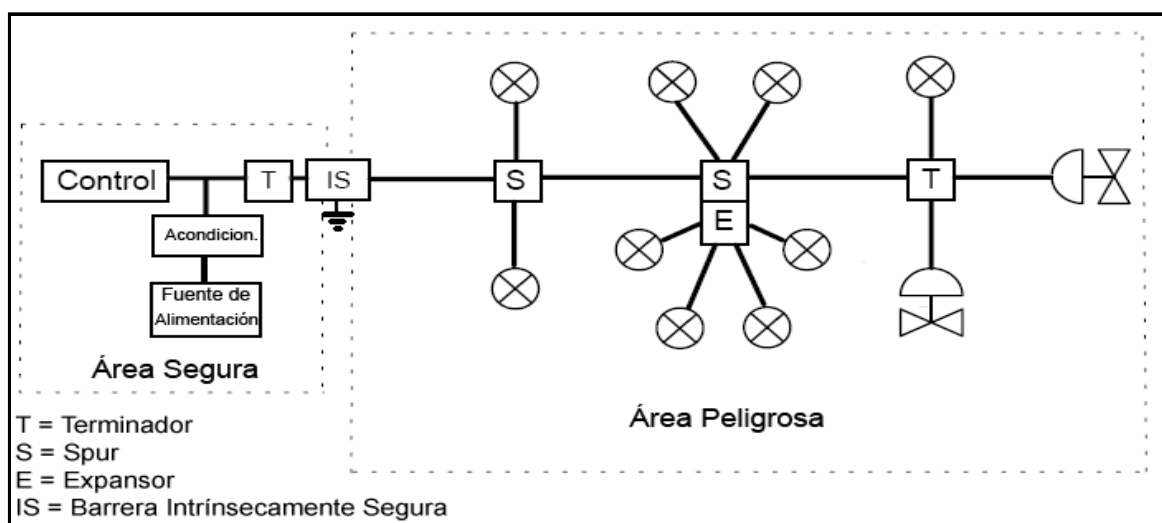 Control
T
IS
S
S
T
E
Acondicion.
Fuente de
Alimentación
Área Segura
Área Peligrosa
T = Terminador
S = Spur
E = Expansor
IS = Barrera Intrínsecamente Segura